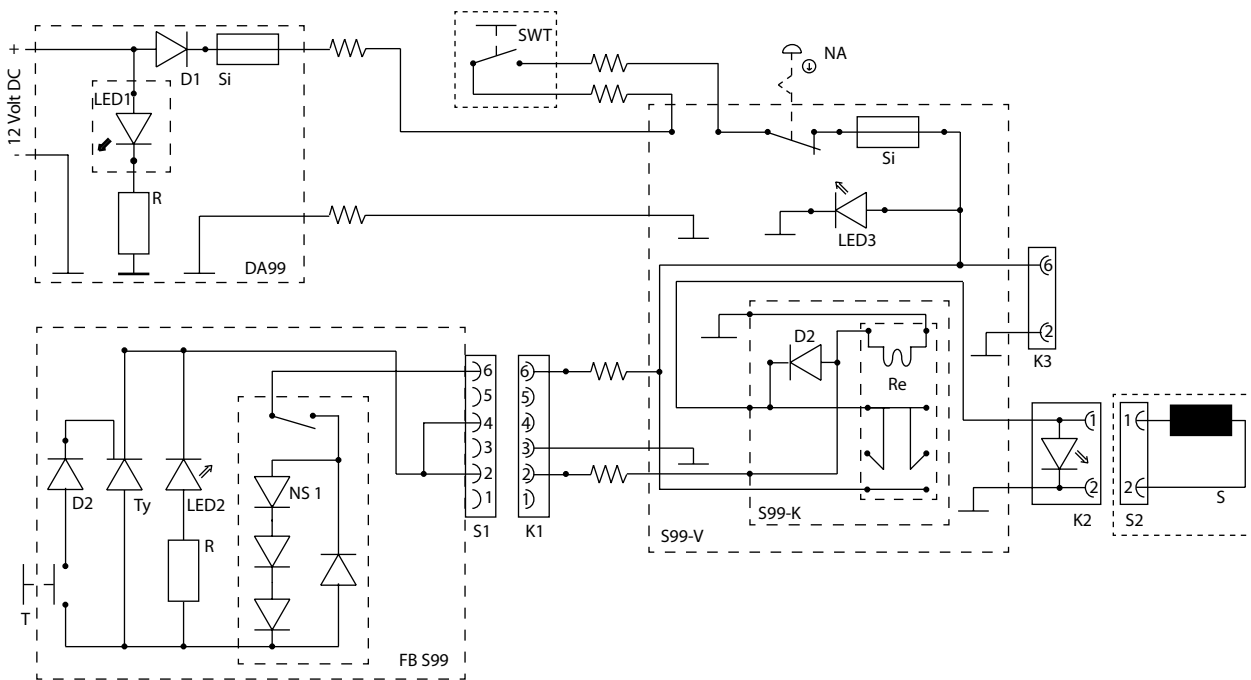 SWT
NA
+
12 Volt DC
-
D1
Si
LED1
R
DA99
Si
LED3
6
2
K3
D2
Re
S99-K
S99-V
6
5
4
3
2
1
S1
6
5
4
3
2
1
K1
D2
Ty
LED2
R
NS 1
T
FB S99
1
2
K2
1
2
S2
S